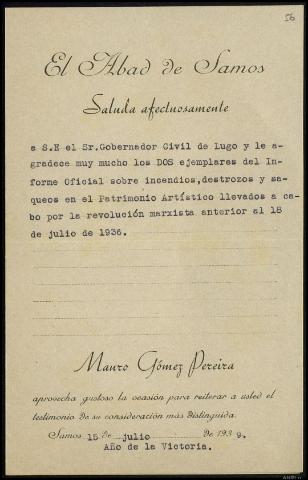 56
El Abad de Samos
Saluda afectuosamente
a S.E el Sr.Gobernador Civil de Lugo y le a-
gradece muy mucho los DOS ejemplares del In-
forme Oficial sobre incendios,destrozos y sa-
queos en el Patrimonio Artístico llevados a ca-
bo por la revolución marxista anterior al 18
de julio de 1936.
Mauro Gómez Pereira
aprovecha gustoso la ocasión para reiterar a usted el
testimonio de su consideración más distinguida.
Samos 15 de julio de 1939.
Año de la Victoria.